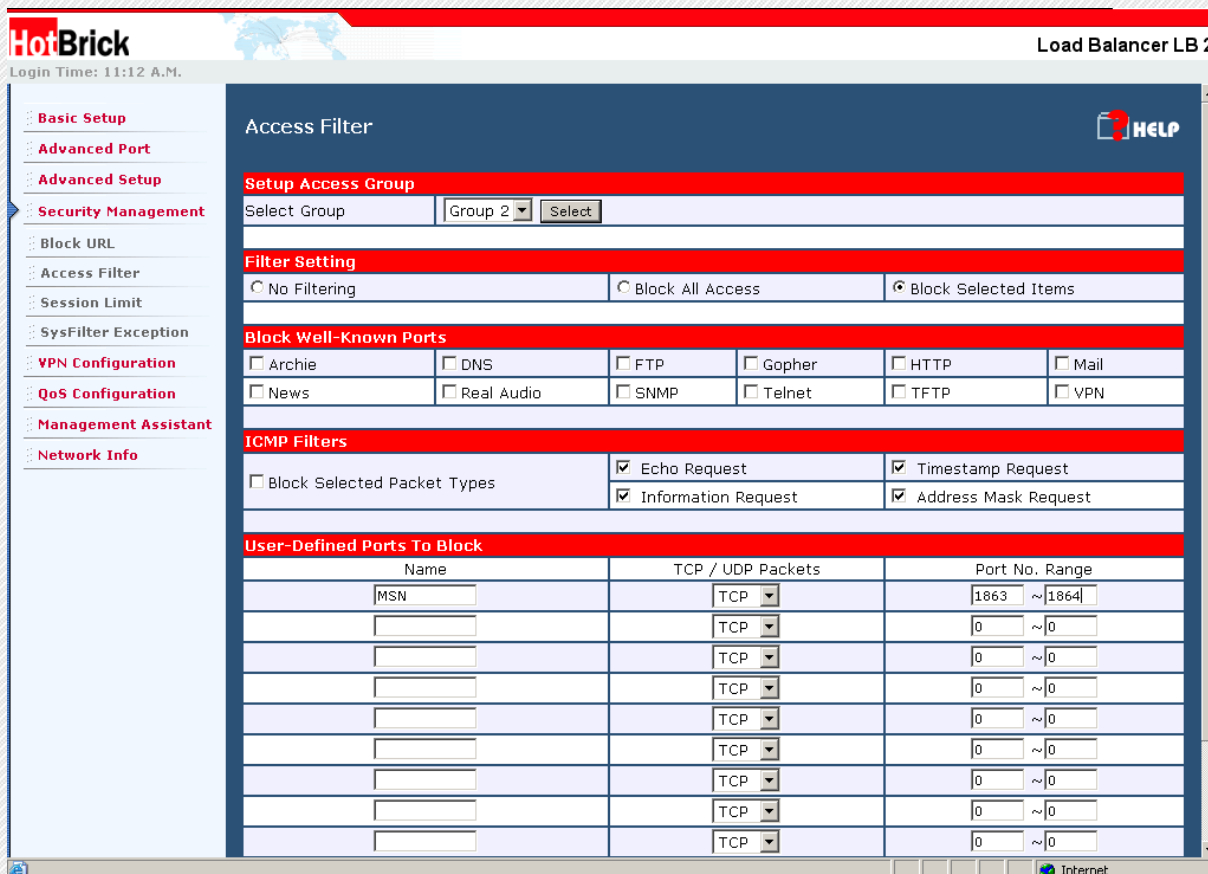 HotBrick
Load Balancer LB 2
Login Time: 11:12 A.M.
Basic Setup
Advanced Port
Advanced Setup
Security Management
Block URL
Access Filter
Session Limit
SysFilter Exception
VPN Configuration
QoS Configuration
Management Assistant
Network Info
Access Filter
HELP
Setup Access Group
Select Group Group 2 Select
Filter Setting
No Filtering Block All Access Block Selected Items
Block Well-Known Ports
Archie DNS FTP Gopher HTTP Mail
News Real Audio SNMP Telnet TFTP VPN
ICMP Filters
Block Selected Packet Types
Echo Request Timestamp Request
Information Request Address Mask Request
User-Defined Ports To Block
Name TCP / UDP Packets Port No. Range
MSN TCP 1863 ~ 1864
TCP 0 ~ 0
TCP 0 ~ 0
TCP 0 ~ 0
TCP 0 ~ 0
TCP 0 ~ 0
TCP 0 ~ 0
TCP 0 ~ 0
TCP 0 ~ 0
Internet